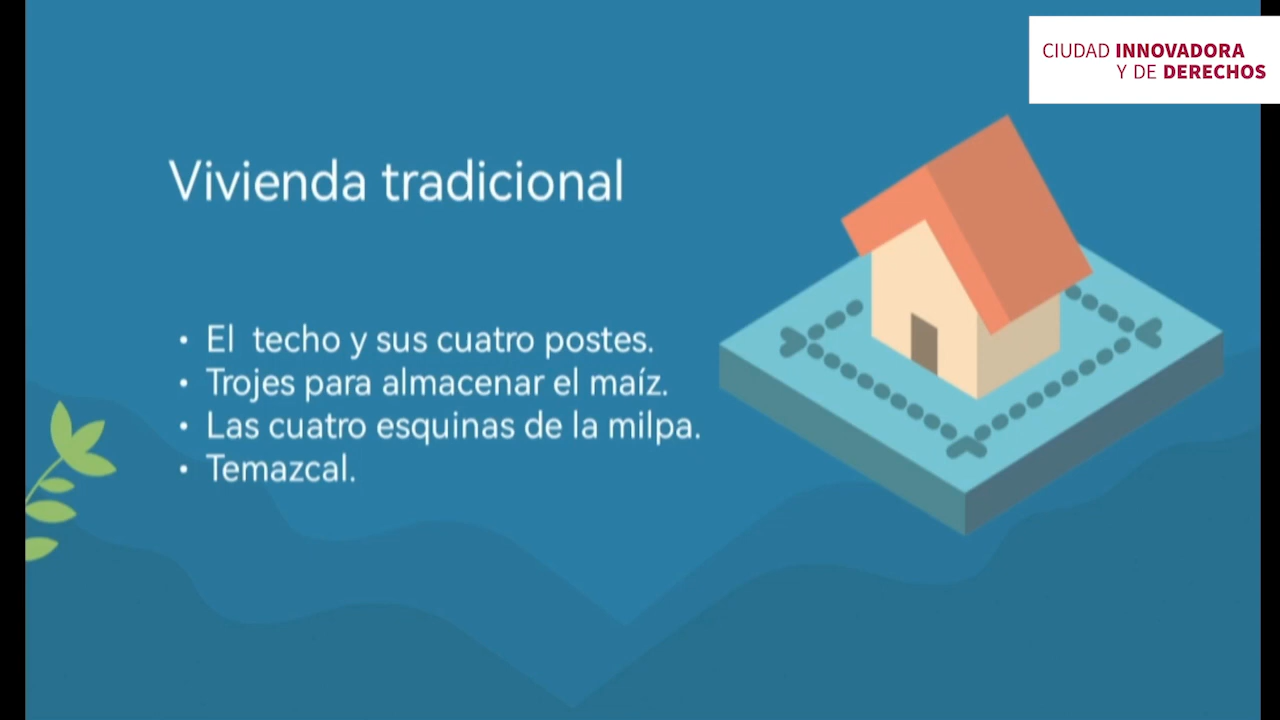 CIUDAD INNOVADORA
Y DE DERECHOS
Vivienda tradicional
• El techo y sus cuatro postes.
• Trojes para almacenar el maíz.
• Las cuatro esquinas de la milpa.
• Temazcal.